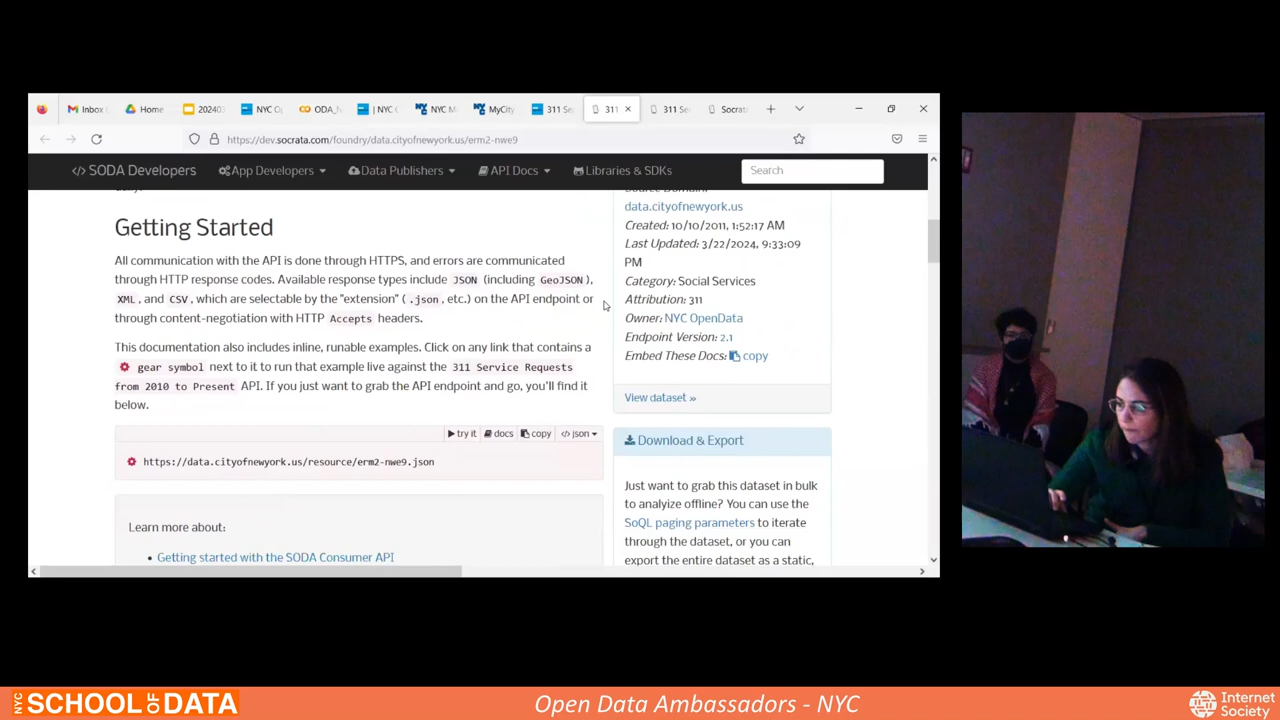 Inbox
Home
202403
NYC O
ODA_
| NYC
NYC M
MyCity
311 Se
311
311 Se
Socrat
https://dev.socrata.com/foundry/data.cityofnewyork.us/erm2-nwe9
</> SODA Developers
App Developers
Data Publishers
API Docs
Libraries & SDKs
Search
Getting Started
All communication with the API is done through HTTPS, and errors are communicated
through HTTP response codes. Available response types include JSON (including GeoJSON),
XML, and CSV, which are selectable by the "extension" (.json, etc.) on the API endpoint or
through content-negotiation with HTTP Accepts headers.
This documentation also includes inline, runable examples. Click on any link that contains a
gear symbol next to it to run that example live against the 311 Service Requests
from 2010 to Present API. If you just want to grab the API endpoint and go, you'll find it
below.
try it docs copy </> json
https://data.cityofnewyork.us/resource/erm2-nwe9.json
Learn more about:
• Getting started with the SODA Consumer API
data.cityofnewyork.us
Created: 10/10/2011, 1:52:17 AM
Last Updated: 3/22/2024, 9:33:09
PM
Category: Social Services
Attribution: 311
Owner: NYC OpenData
Endpoint Version: 2.1
Embed These Docs: copy
View dataset »
Download & Export
Just want to grab this dataset in bulk
to analyize offline? You can use the
SoQL paging parameters to iterate
through the dataset, or you can
export the entire dataset as a static,
NYC SCHOOL OF DATA
Open Data Ambassadors - NYC
Internet
Society